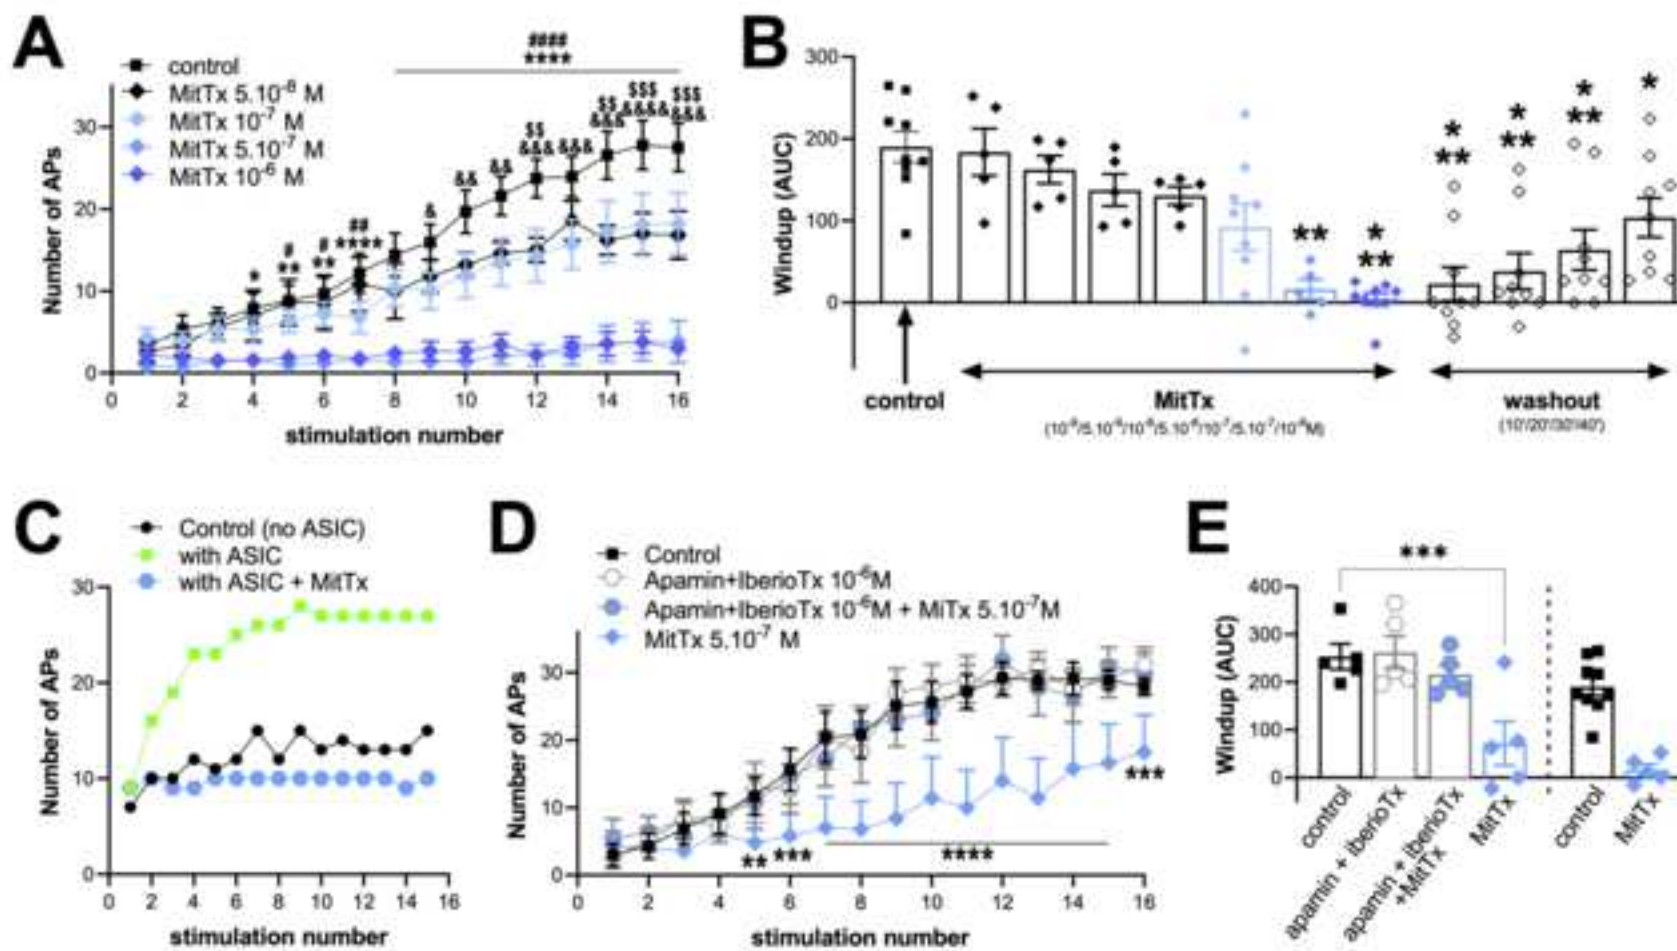 A
control
MitTx 5.10-8 M
MitTx 10-7 M
MitTx 5.10-7 M
MitTx 10-6 M
####
****
$$$
$$$
$$
&&&&
&&&
&&&
$$
&&&
&&&
&&
&&
&
##
****
#
**
#
**
*
Number of APs
30
20
10
0
0 2 4 6 8 10 12 14 16
stimulation number
B
Windup (AUC)
300
200
100
0
**
*
**
*
**
*
**
*
**
*
control
MitTx
washout
(10'/20'/30'/40')
C
Control (no ASIC)
with ASIC
with ASIC + MitTx
Number of APs
30
20
10
0
0 2 4 6 8 10 12 14 16
stimulation number
D
Control
Apamin+IberioTx 10-6M
Apamin+IberioTx 10-6M + MiTx 5.10-7M
MitTx 5.10-7 M
Number of APs
30
20
10
0
** *** **** ***
0 2 4 6 8 10 12 14 16
stimulation number
E
***
Windup (AUC)
400
300
200
100
0
control
apamin + iberioTx
apamin + iberioTx
+MitTx
MitTx
control
MitTx